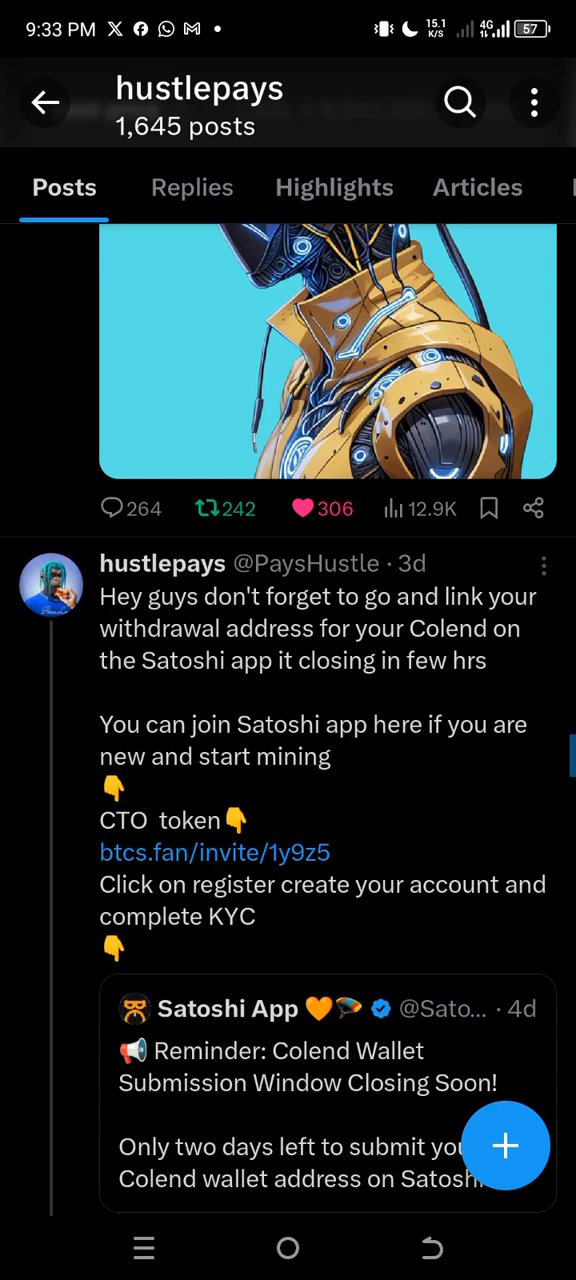 9:33 PM
15.1
K/S
4G
57
hustlepays
1,645 posts
Posts Replies Highlights Articles
264 242 306 12.9K
hustlepays @PaysHustle · 3d
Hey guys don't forget to go and link your
withdrawal address for your Colend on
the Satoshi app it closing in few hrs
You can join Satoshi app here if you are
new and start mining
👇
CTO token👇
btcs.fan/invite/1y9z5
Click on register create your account and
complete KYC
👇
Satoshi App 🧡🪂 @Sato... · 4d
📢 Reminder: Colend Wallet
Submission Window Closing Soon!
Only two days left to submit
Colend wallet address on